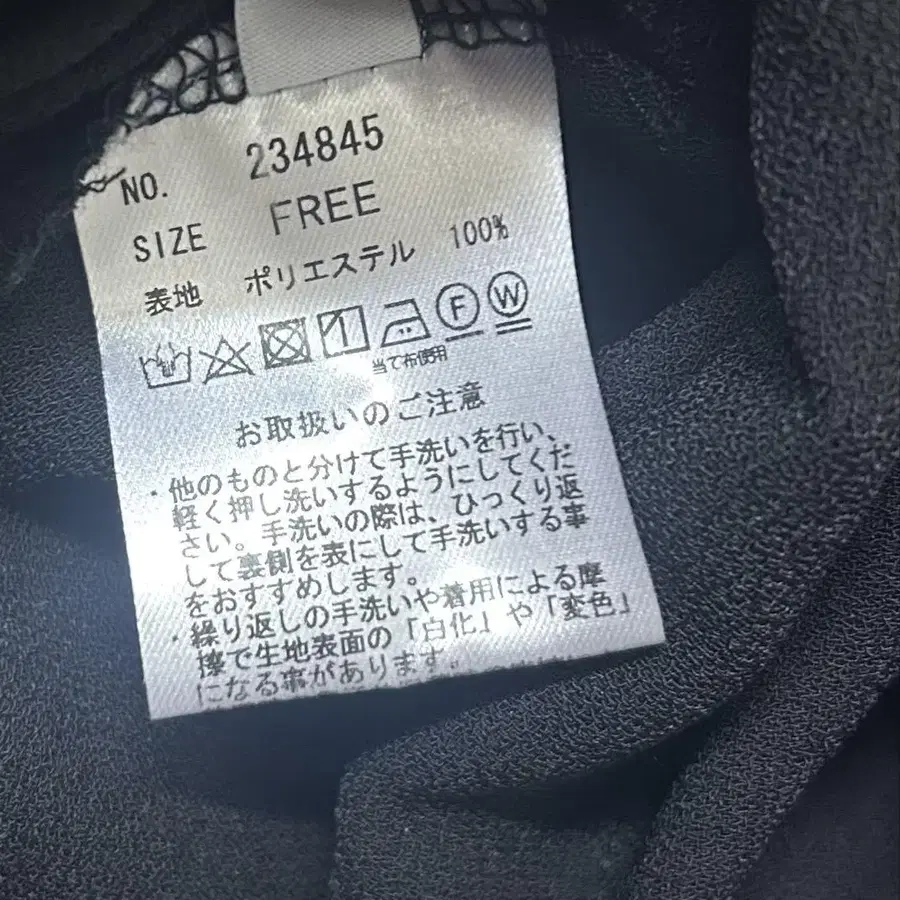 NO. 234845
SIZE FREE
表地 ポリエステル 100%
F W
当て布使用
お取扱いのご注意
・他のものと分けて手洗いを行い、
軽く押し洗いするようにしてくだ
さい。手洗いの際は、ひっくり返
して裏側を表にして手洗いする事
をおすすめします。
・繰り返しの手洗いや着用による摩
擦で生地表面の「白化」や「変色」
になる事があります。